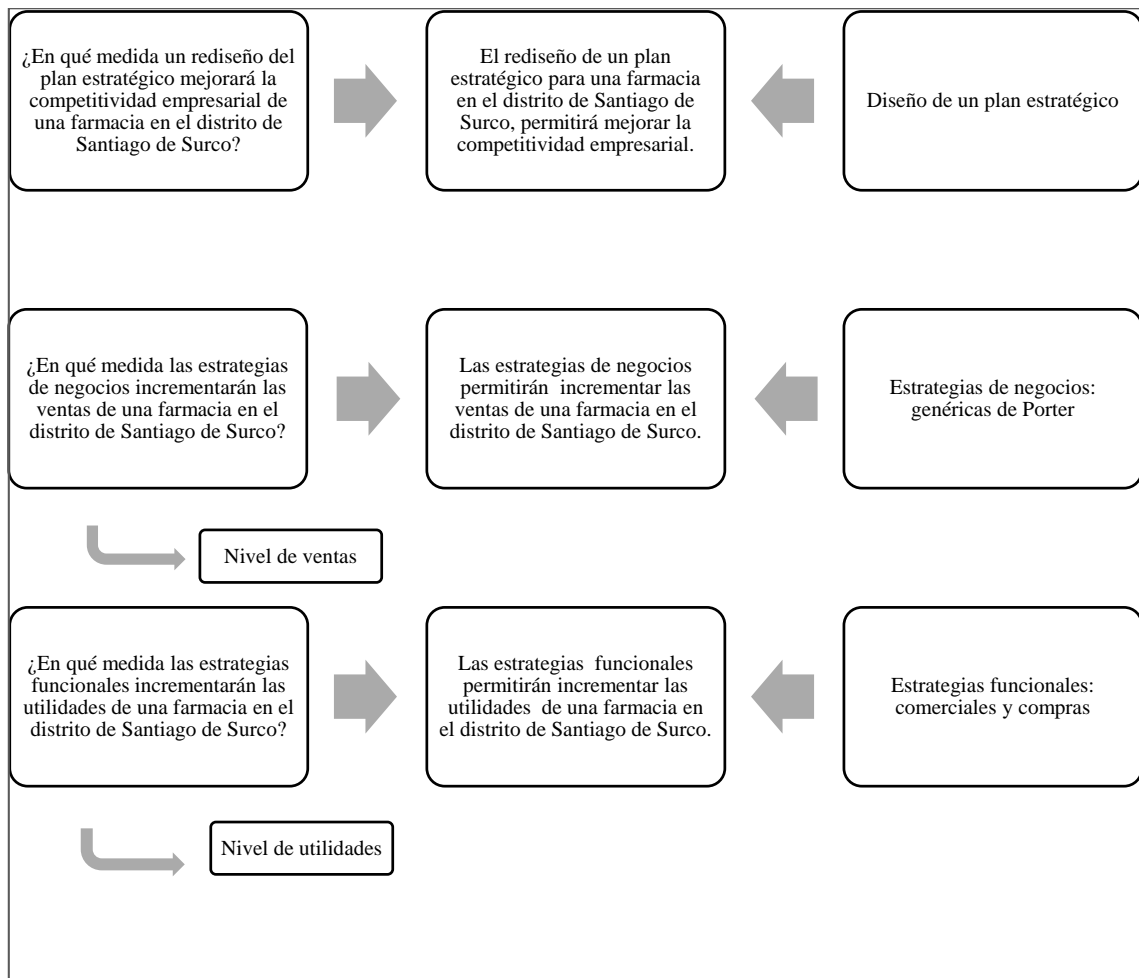 ¿En qué medida un rediseño del
plan estratégico mejorará la
competitividad empresarial de
una farmacia en el distrito de
Santiago de Surco?
El rediseño de un plan
estratégico para una farmacia
en el distrito de Santiago de
Surco, permitirá mejorar la
competitividad empresarial.
Diseño de un plan estratégico
¿En qué medida las estrategias
de negocios incrementarán las
ventas de una farmacia en el
distrito de Santiago de Surco?
Las estrategias de negocios
permitirán incrementar las
ventas de una farmacia en el
distrito de Santiago de Surco.
Estrategias de negocios:
genéricas de Porter
Nivel de ventas
¿En qué medida las estrategias
funcionales incrementarán las
utilidades de una farmacia en el
distrito de Santiago de Surco?
Las estrategias funcionales
permitirán incrementar las
utilidades de una farmacia en
el distrito de Santiago de Surco.
Estrategias funcionales:
comerciales y compras
Nivel de utilidades